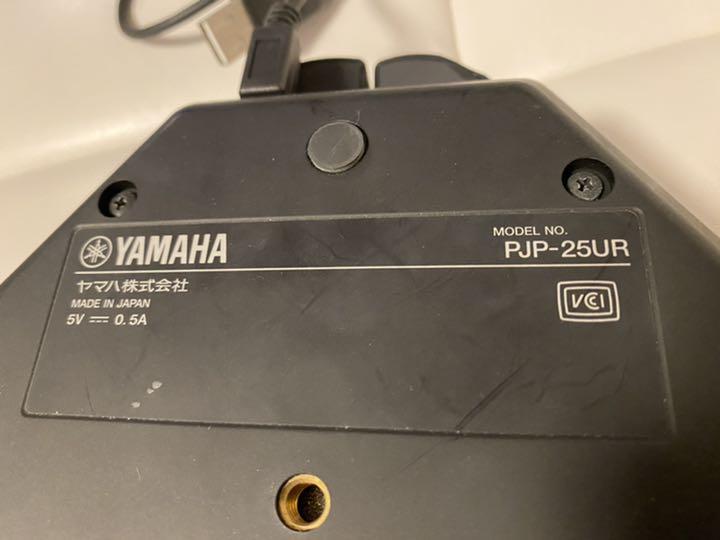 YAMAHA
MODEL NO.
PJP-25UR
ヤマハ株式会社
MADE IN JAPAN
5V ⎓ 0.5A
VCI